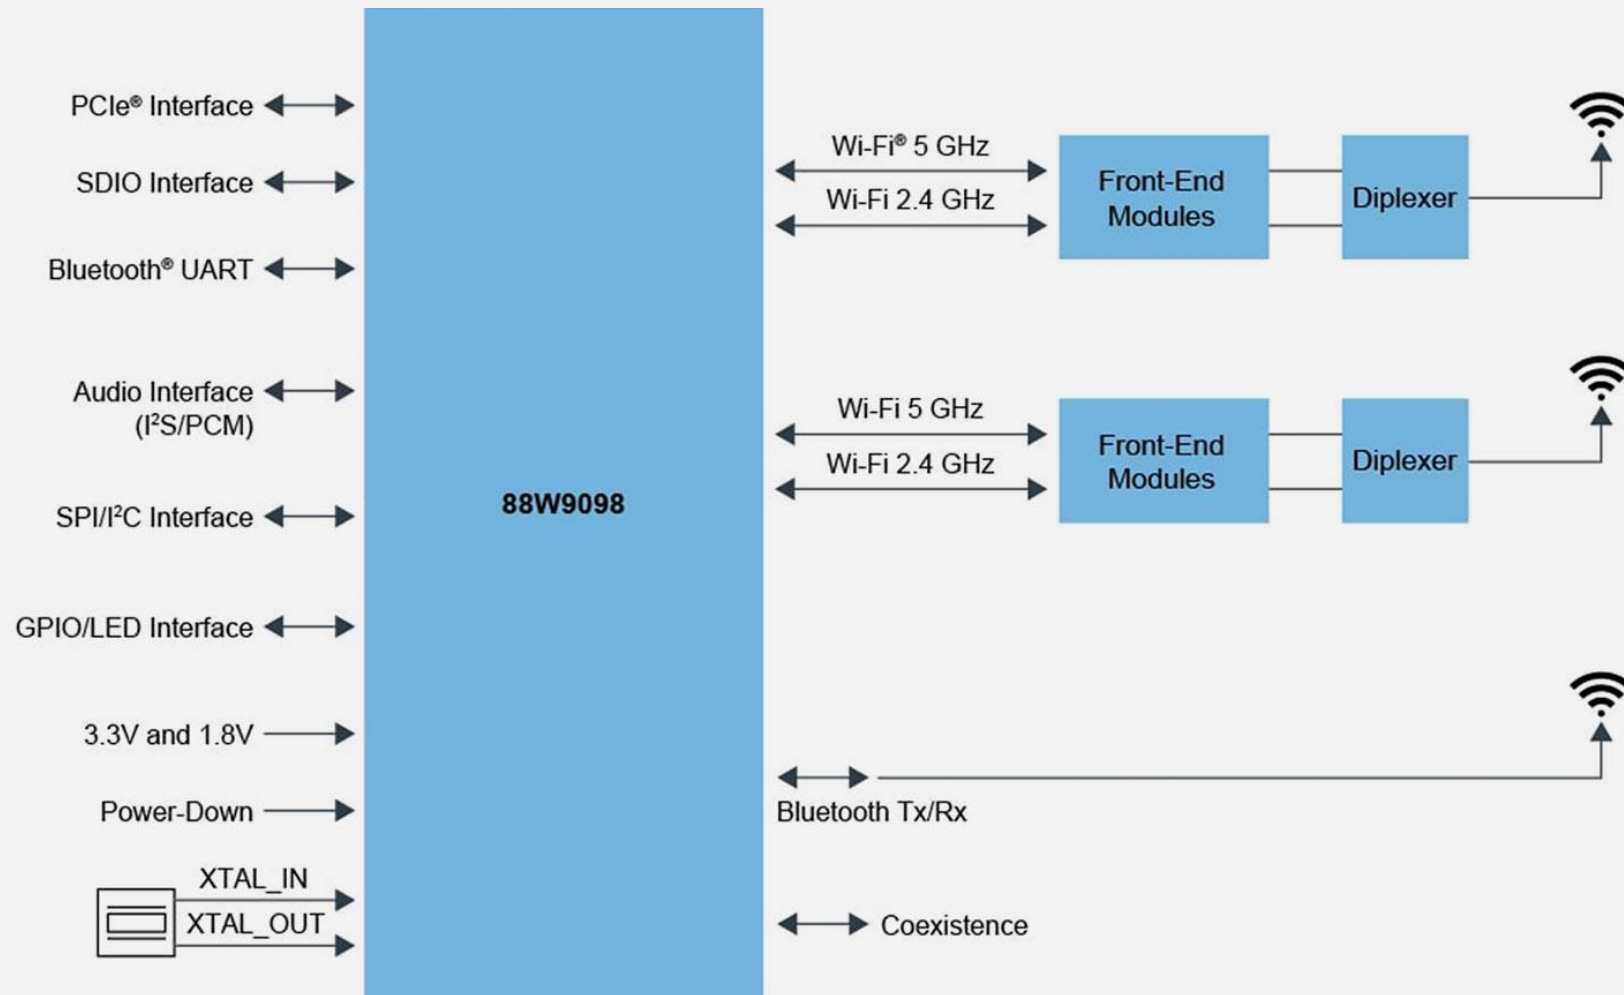 PCIe® Interface
SDIO Interface
Bluetooth® UART
Audio Interface
(I²S/PCM)
SPI/I²C Interface
GPIO/LED Interface
3.3V and 1.8V
Power-Down
XTAL_IN
XTAL_OUT
88W9098
Wi-Fi® 5 GHz
Wi-Fi 2.4 GHz
Front-End
Modules
Diplexer
Wi-Fi 5 GHz
Wi-Fi 2.4 GHz
Front-End
Modules
Diplexer
Bluetooth Tx/Rx
Coexistence